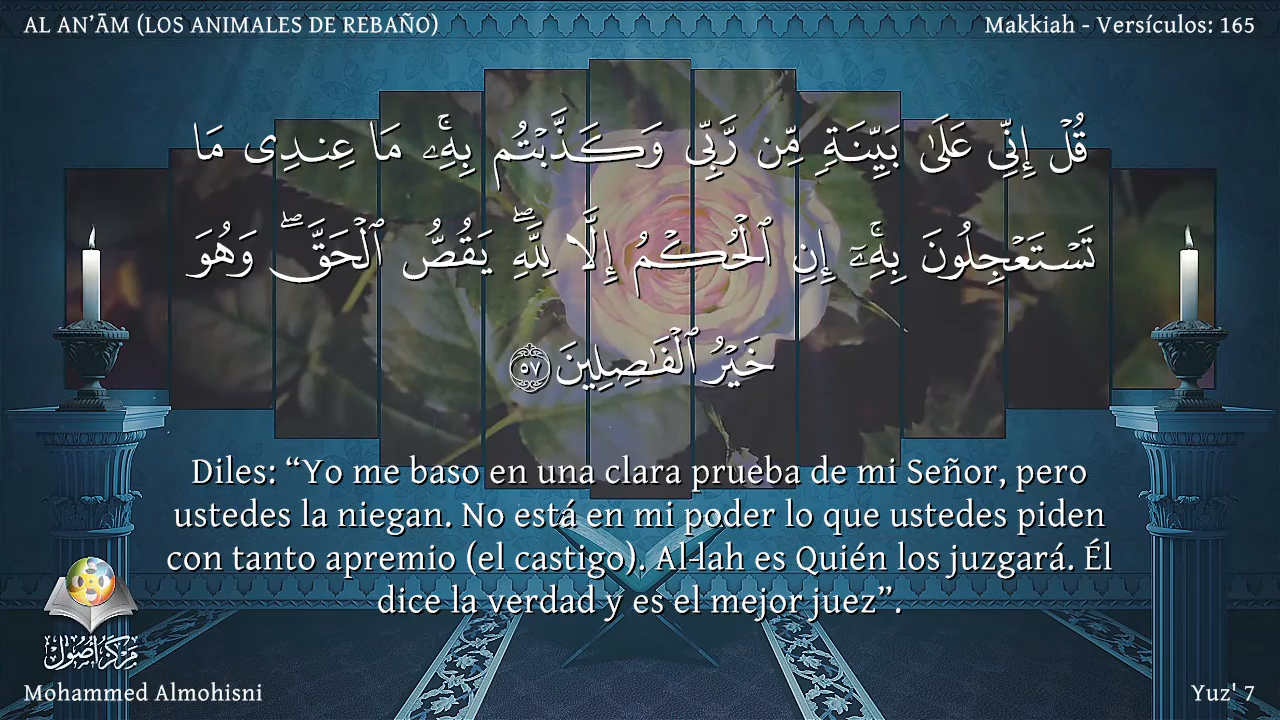 AL AN’ĀM (LOS ANIMALES DE REBAÑO)
Makkiah - Versículos: 165
قُلۡ إِنِّي عَلَىٰ بَيِّنَةٖ مِّن رَّبِّي وَكَذَّبۡتُم بِهِۦۚ مَا عِندِي مَا
تَسۡتَعۡجِلُونَ بِهِۦٓۚ إِنِ ٱلۡحُكۡمُ إِلَّا لِلَّهِۖ يَقُصُّ ٱلۡحَقَّۖ وَهُوَ
خَيۡرُ ٱلۡفَٰصِلِينَ ٥٧
Diles: “Yo me baso en una clara prueba de mi Señor, pero
ustedes la niegan. No está en mi poder lo que ustedes piden
con tanto apremio (el castigo). Al-lah es Quién los juzgará. Él
dice la verdad y es el mejor juez”.
مركز أصول
Mohammed Almohisni
Yuz' 7